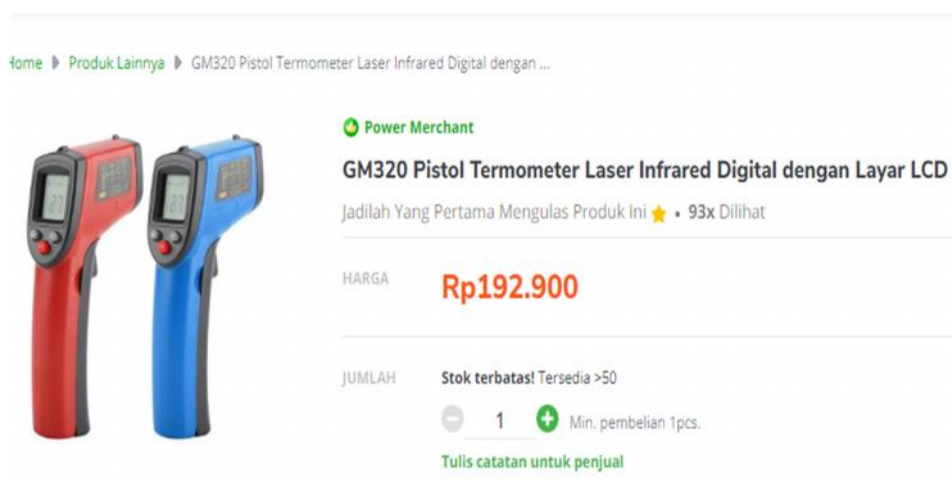 Home Produk Lainnya GM320 Pistol Termometer Laser Infrared Digital dengan ...
Power Merchant
GM320 Pistol Termometer Laser Infrared Digital dengan Layar LCD
Jadilah Yang Pertama Mengulas Produk Ini • 93x Dilihat
HARGA
Rp192.900
JUMLAH
Stok terbatas! Tersedia >50
1
Min. pembelian 1pcs.
Tulis catatan untuk penjual